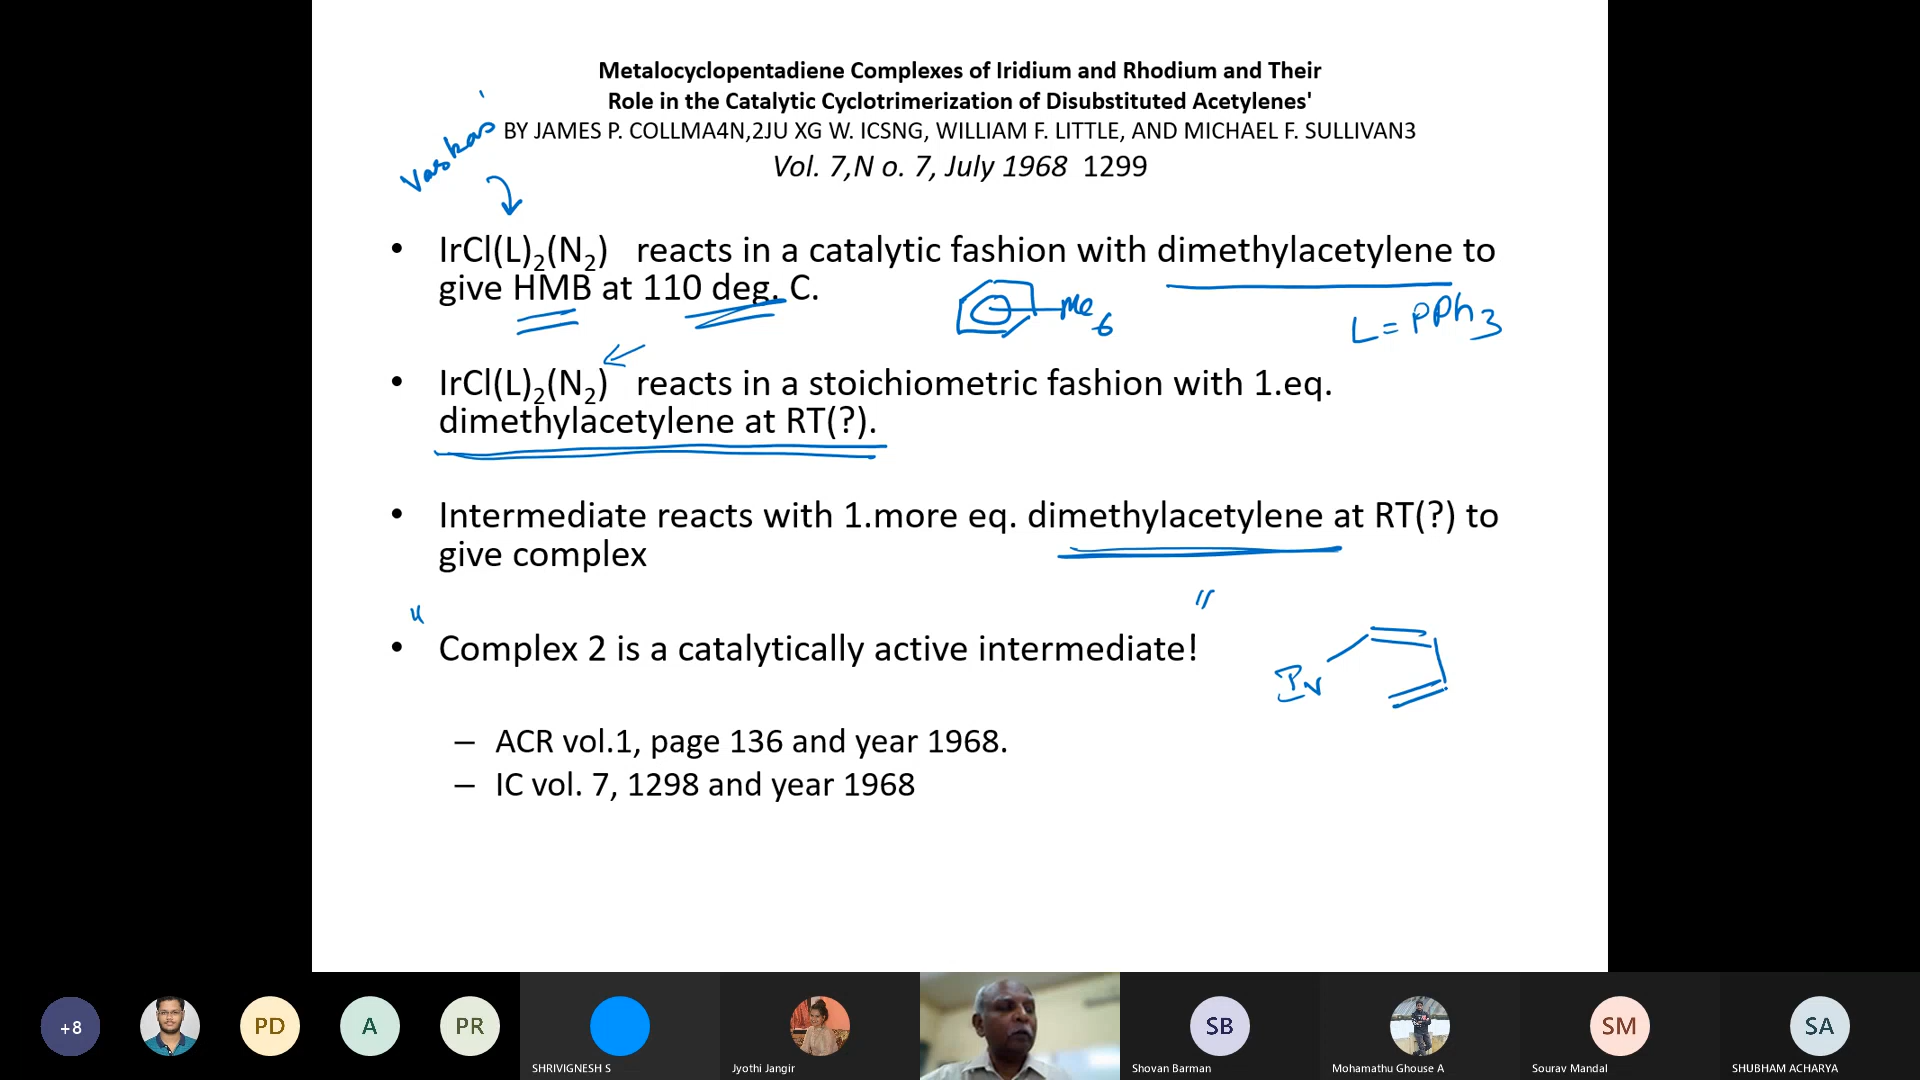 Metalocyclopentadiene Complexes of Iridium and Rhodium and Their
Role in the Catalytic Cyclotrimerization of Disubstituted Acetylenes'
BY JAMES P. COLLMA4N,2JU XG W. ICSNG, WILLIAM F. LITTLE, AND MICHAEL F. SULLIVAN3
Vol. 7,N o. 7, July 1968 1299
Vaskas'
• IrCl(L)2(N2) reacts in a catalytic fashion with dimethylacetylene to
give HMB at 110 deg. C.
Me6
L = PPh3
• IrCl(L)2(N2) reacts in a stoichiometric fashion with 1.eq.
dimethylacetylene at RT(?).
• Intermediate reacts with 1.more eq. dimethylacetylene at RT(?) to
give complex
• " Complex 2 is a catalytically active intermediate! "
Ir
– ACR vol.1, page 136 and year 1968.
– IC vol. 7, 1298 and year 1968
+8
PD
A
PR
SHRIVIGNESH S
Jyothi Jangir
SB
Shovan Barman
Mohamathu Ghouse A
SM
Sourav Mandal
SA
SHUBHAM ACHARYA